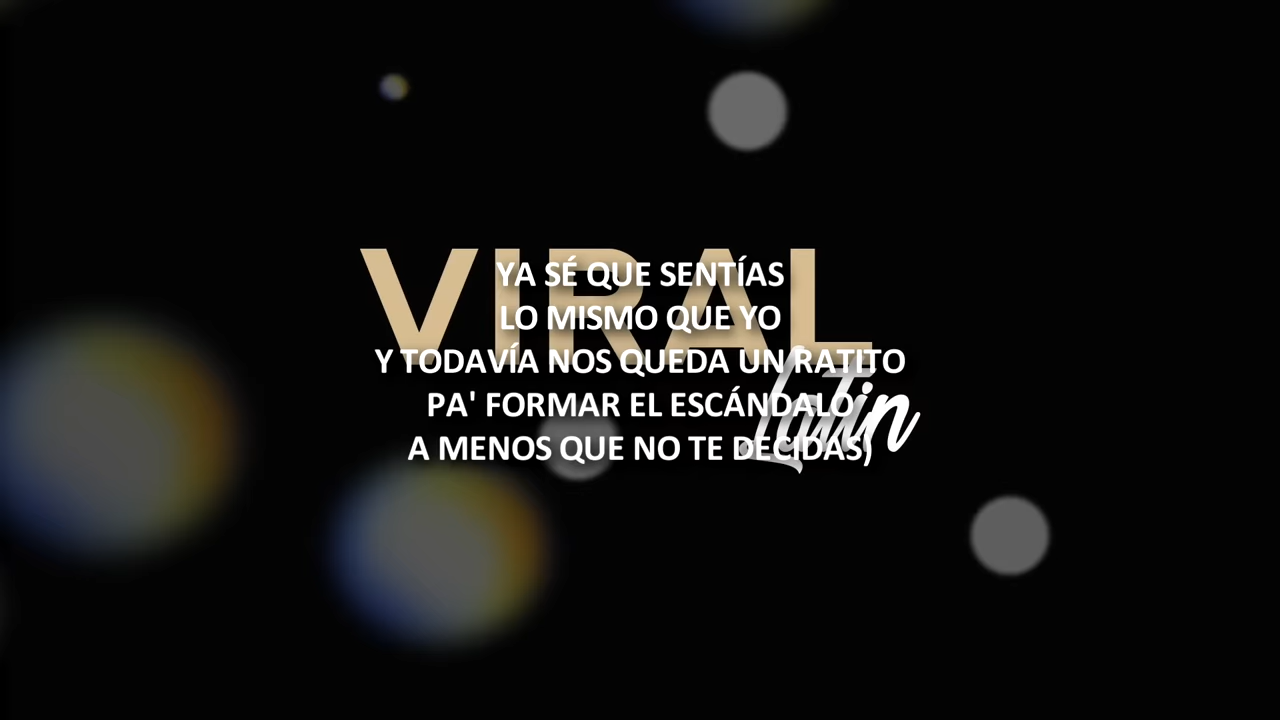 VIRAL
Latin
YA SÉ QUE SENTÍAS
LO MISMO QUE YO
Y TODAVÍA NOS QUEDA UN RATITO
PA' FORMAR EL ESCÁNDALO
A MENOS QUE NO TE DECIDAS)